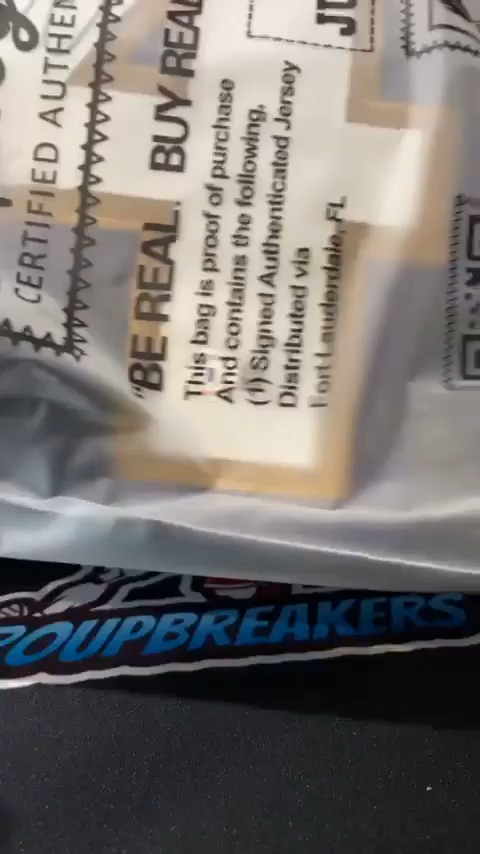 CERTIFIED AUTHEN
"BE REAL. BUY REAL
This bag is proof of purchase
And contains the following.
(1) Signed Authenticated Jersey
Distributed via
Fort Lauderdale, FL
JU
OUPBREAKERS